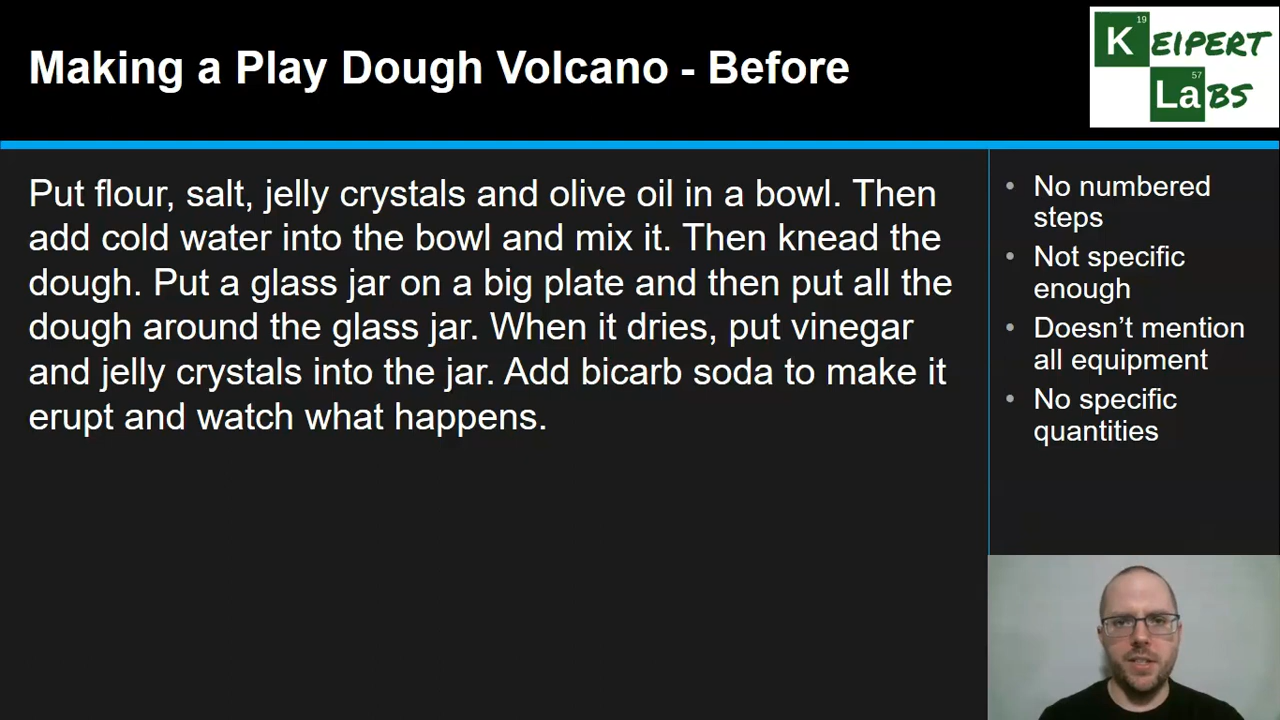 Making a Play Dough Volcano - Before
19
KEIPERT
57
LaBS
Put flour, salt, jelly crystals and olive oil in a bowl. Then
add cold water into the bowl and mix it. Then knead the
dough. Put a glass jar on a big plate and then put all the
dough around the glass jar. When it dries, put vinegar
and jelly crystals into the jar. Add bicarb soda to make it
erupt and watch what happens.
• No numbered
steps
• Not specific
enough
• Doesn’t mention
all equipment
• No specific
quantities